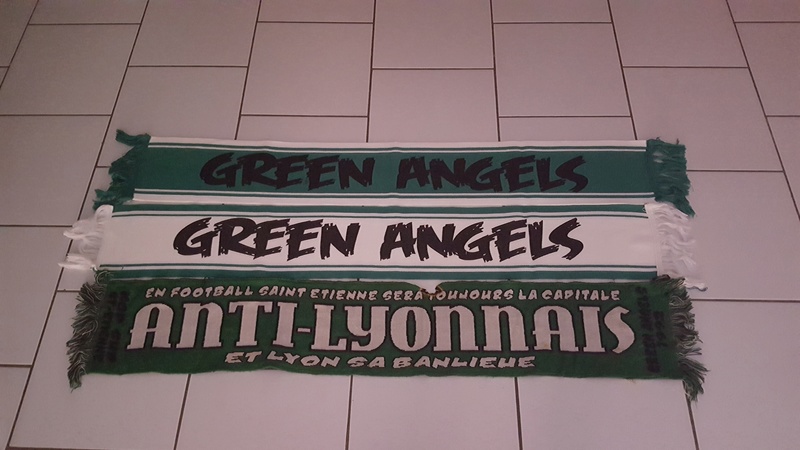 GREEN ANGELS
GREEN ANGELS
EN FOOTBALL SAINT ETIENNE SERA TOUJOURS LA CAPITALE
ANTI-LYONNAIS
ET LYON SA BANLIEUE